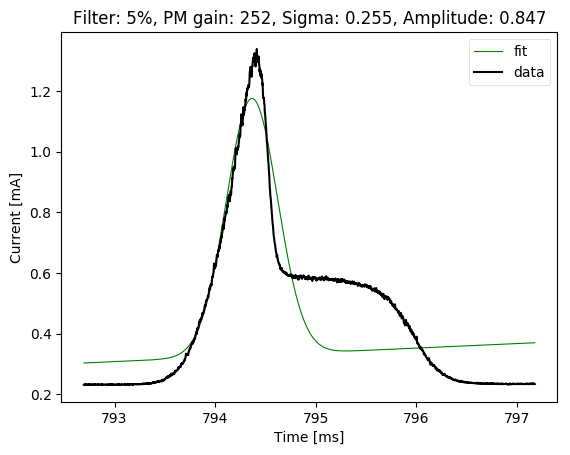 Filter: 5%, PM gain: 252, Sigma: 0.255, Amplitude: 0.847
fit
data
1.2
1.0
0.8
0.6
0.4
0.2
Current [mA]
793
794
795
796
797
Time [ms]